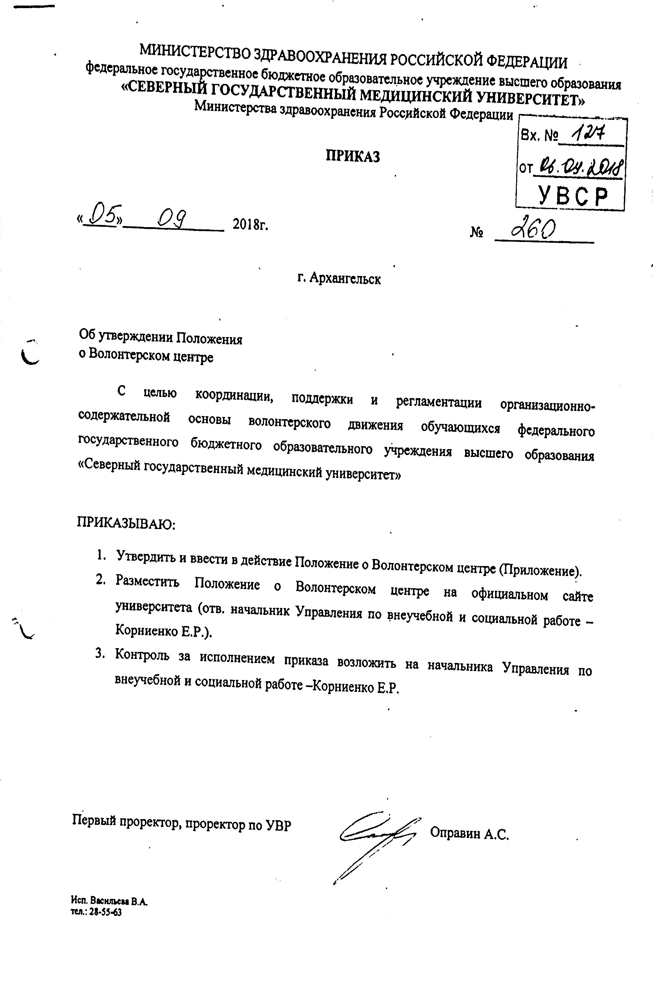 МИНИСТЕРСТВО ЗДРАВООХРАНЕНИЯ РОССИЙСКОЙ ФЕДЕРАЦИИ
федеральное государственное бюджетное образовательное учреждение высшего образования
«СЕВЕРНЫЙ ГОСУДАРСТВЕННЫЙ МЕДИЦИНСКИЙ УНИВЕРСИТЕТ»
Министерства здравоохранения Российской Федерации
Вх. № 127
от 06.09.2018
УВСР
ПРИКАЗ
«05» 09 2018г.
№ 260
г. Архангельск
Об утверждении Положения
о Волонтерском центре
С целью координации, поддержки и регламентации организационно-
содержательной основы волонтерского движения обучающихся федерального
государственного бюджетного образовательного учреждения высшего образования
«Северный государственный медицинский университет»
ПРИКАЗЫВАЮ:
1. Утвердить и ввести в действие Положение о Волонтерском центре (Приложение).
2. Разместить Положение о Волонтерском центре на официальном сайте
университета (отв. начальник Управления по внеучебной и социальной работе –
Корниенко Е.Р.).
3. Контроль за исполнением приказа возложить на начальника Управления по
внеучебной и социальной работе –Корниенко Е.Р.
Первый проректор, проректор по УВР
Оправин А.С.
Исп. Васильева В.А.
тел.: 28-55-63